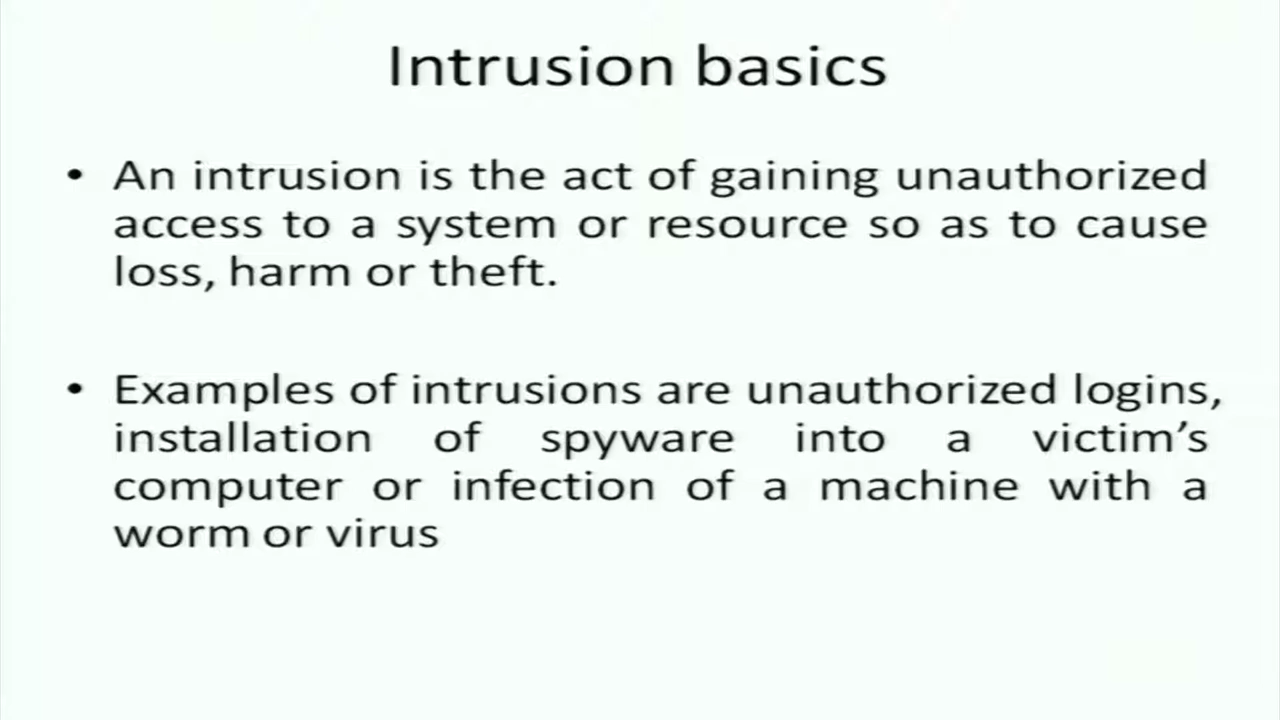 Intrusion basics
• An intrusion is the act of gaining unauthorized
access to a system or resource so as to cause
loss, harm or theft.
• Examples of intrusions are unauthorized logins,
installation of spyware into a victim’s
computer or infection of a machine with a
worm or virus